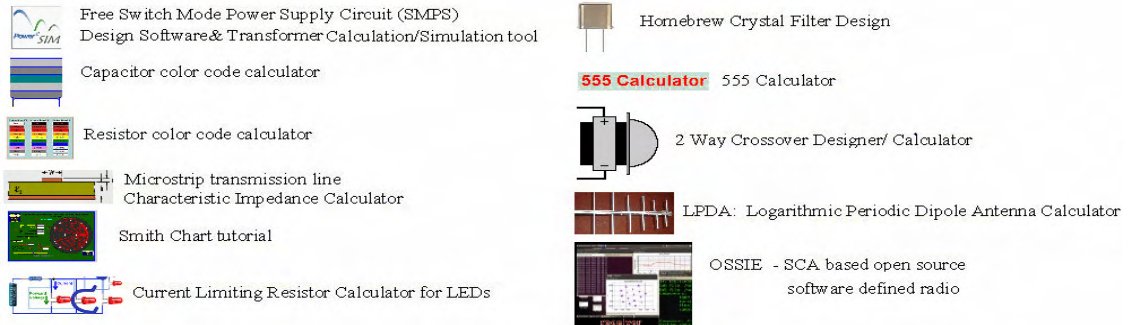 Power SIM
Free Switch Mode Power Supply Circuit (SMPS)
Design Software& Transformer Calculation/Simulation tool
Capacitor color code calculator
Resistor color code calculator
Microstrip transmission line
Characteristic Impedance Calculator
Smith Chart tutorial
Current Limiting Resistor Calculator for LEDs
Homebrew Crystal Filter Design
555 Calculator 555 Calculator
2 Way Crossover Designer/ Calculator
LPDA: Logarithmic Periodic Dipole Antenna Calculator
OSSIE - SCA based open source
software defined radio
receiver